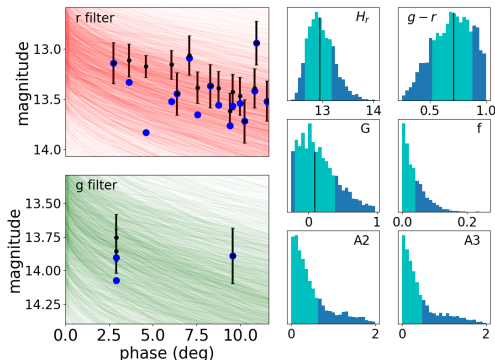 r filter
magnitude
13.0
13.5
14.0
g filter
magnitude
13.50
13.75
14.00
14.25
0.0 2.5 5.0 7.5 10.0
phase (deg)
H_r
12 13 14
g − r
0.5 1.0
G
0 1
f
0.0 0.2
A2
0 2
A3
0 2